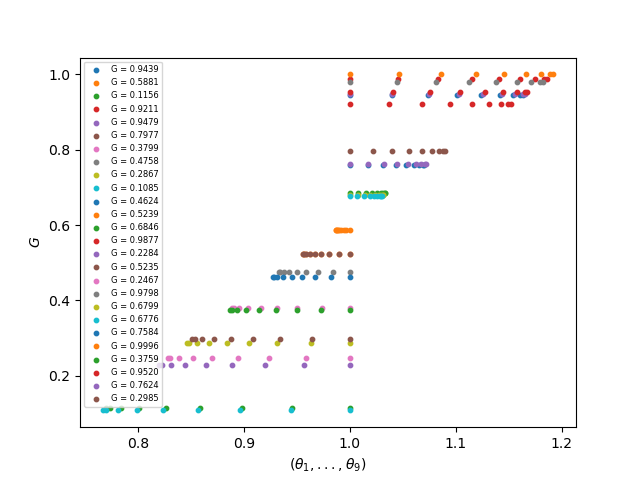 1.0
0.8
0.6
0.4
0.2
G
G = 0.9439
G = 0.5881
G = 0.1156
G = 0.9211
G = 0.9479
G = 0.7977
G = 0.3799
G = 0.4758
G = 0.2867
G = 0.1085
G = 0.4624
G = 0.5239
G = 0.6846
G = 0.9877
G = 0.2284
G = 0.5235
G = 0.2467
G = 0.9798
G = 0.6799
G = 0.6776
G = 0.7584
G = 0.9996
G = 0.3759
G = 0.9520
G = 0.7624
G = 0.2985
0.8 0.9 1.0 1.1 1.2
(θ₁, . . . , θ₉)